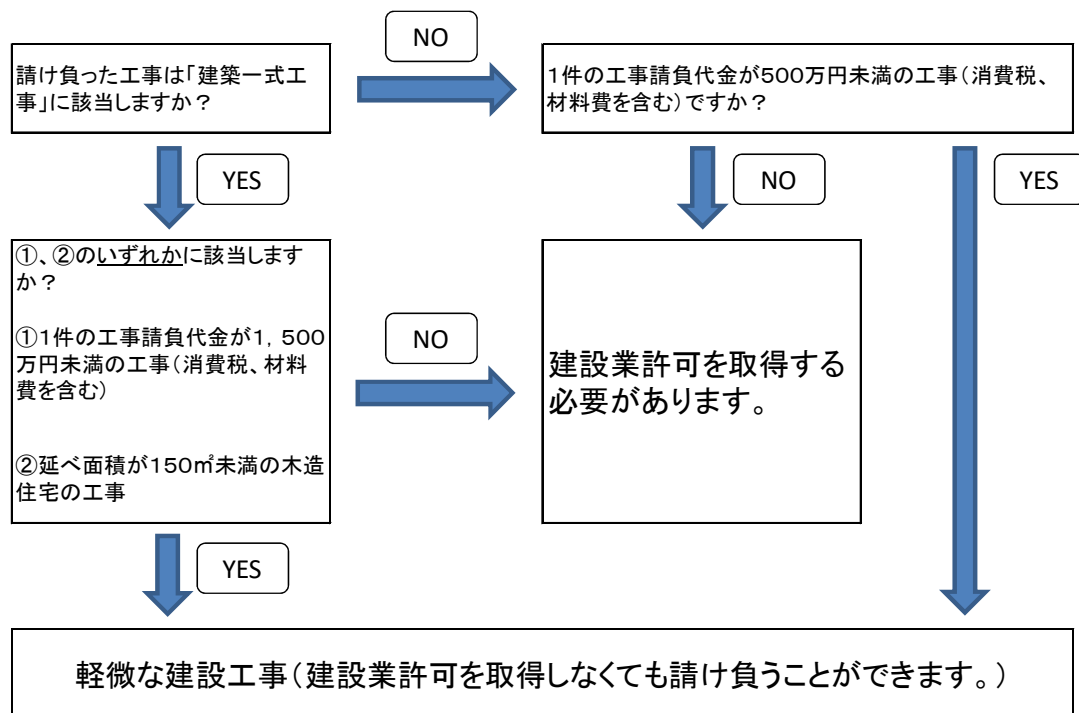 NO
請け負った工事は「建築一式工
事」に該当しますか？
1件の工事請負代金が500万円未満の工事（消費税、
材料費を含む）ですか？
YES
NO
YES
①、②のいずれかに該当します
か？
①1件の工事請負代金が1，500
万円未満の工事（消費税、材料
費を含む）
②延べ面積が150㎡未満の木造
住宅の工事
NO
建設業許可を取得する
必要があります。
YES
軽微な建設工事（建設業許可を取得しなくても請け負うことができます。）